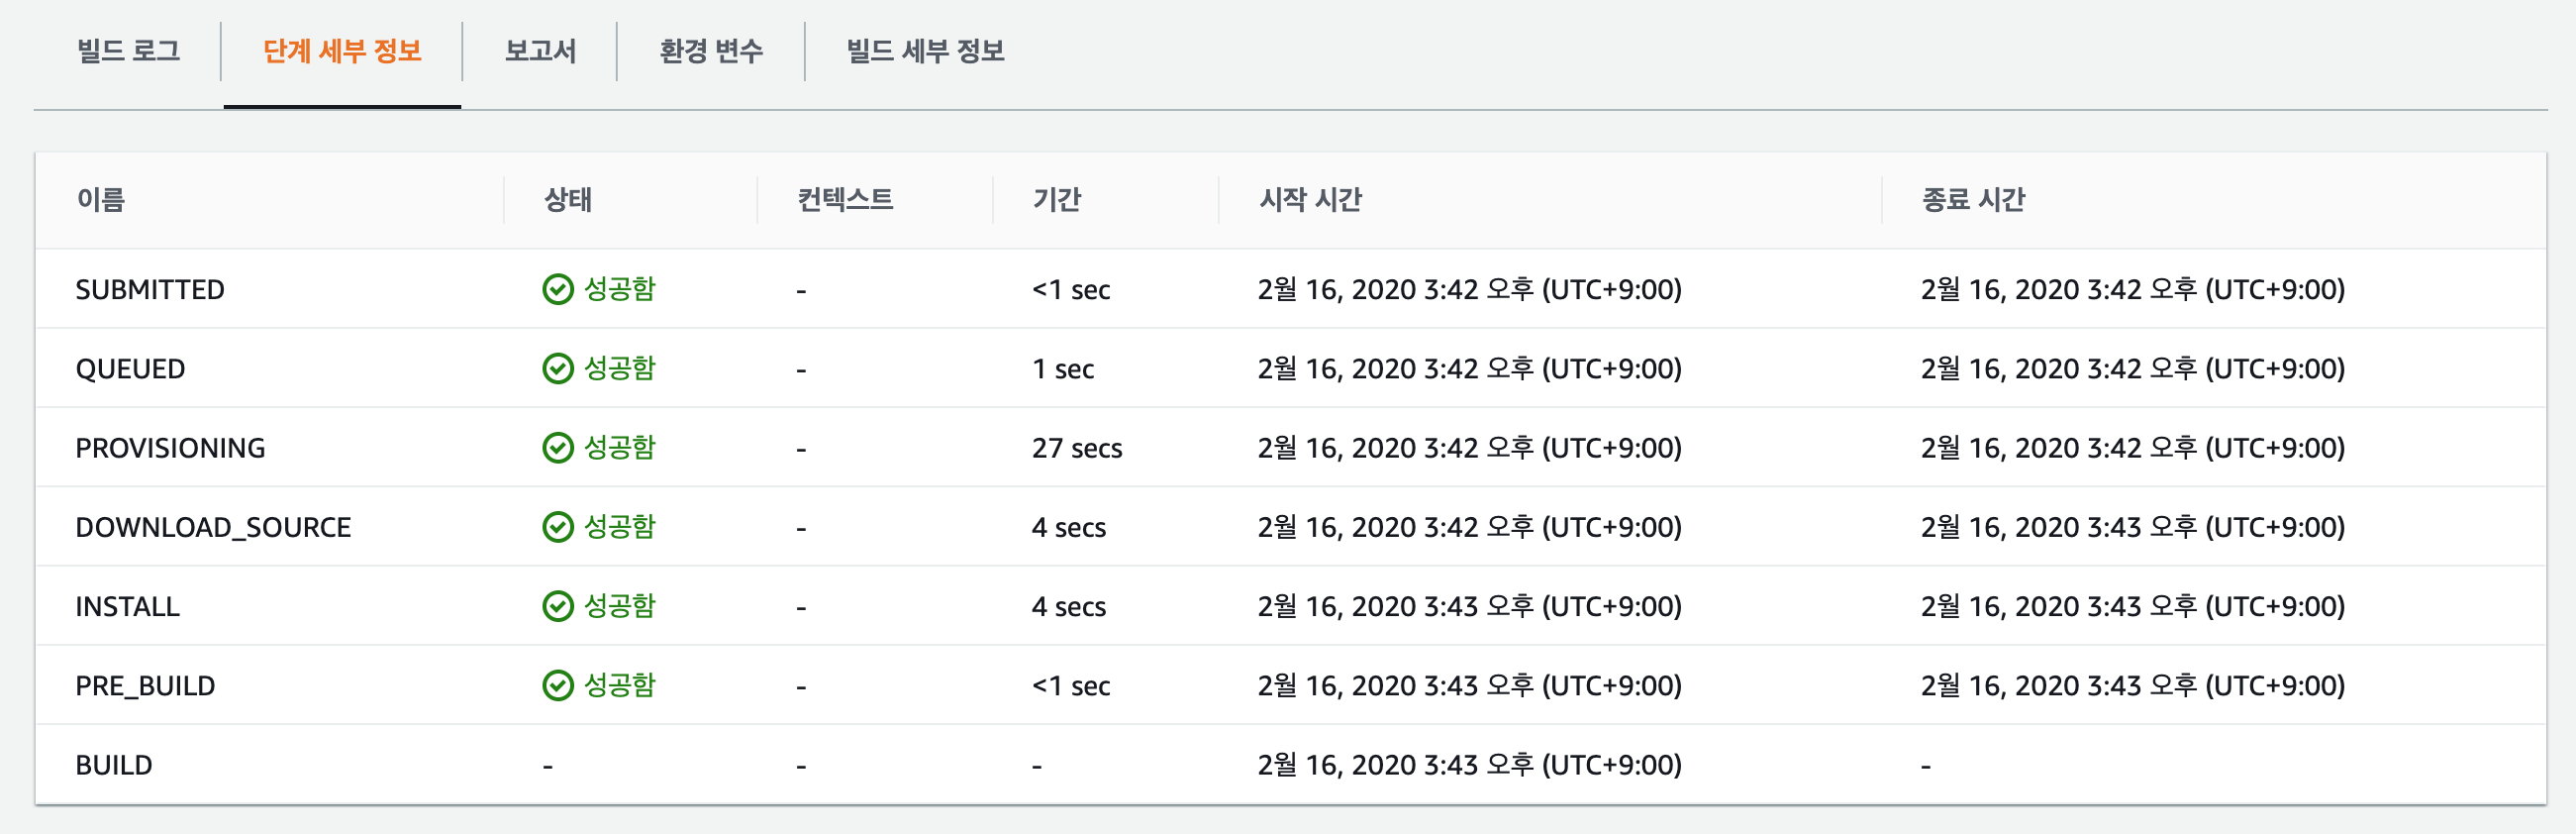 빌드 로그 단계 세부 정보 보고서 환경 변수 빌드 세부 정보
이름 상태 컨텍스트 기간 시작 시간 종료 시간
SUBMITTED 성공함 - <1 sec 2월 16, 2020 3:42 오후 (UTC+9:00) 2월 16, 2020 3:42 오후 (UTC+9:00)
QUEUED 성공함 - 1 sec 2월 16, 2020 3:42 오후 (UTC+9:00) 2월 16, 2020 3:42 오후 (UTC+9:00)
PROVISIONING 성공함 - 27 secs 2월 16, 2020 3:42 오후 (UTC+9:00) 2월 16, 2020 3:42 오후 (UTC+9:00)
DOWNLOAD_SOURCE 성공함 - 4 secs 2월 16, 2020 3:42 오후 (UTC+9:00) 2월 16, 2020 3:43 오후 (UTC+9:00)
INSTALL 성공함 - 4 secs 2월 16, 2020 3:43 오후 (UTC+9:00) 2월 16, 2020 3:43 오후 (UTC+9:00)
PRE_BUILD 성공함 - <1 sec 2월 16, 2020 3:43 오후 (UTC+9:00) 2월 16, 2020 3:43 오후 (UTC+9:00)
BUILD - - - 2월 16, 2020 3:43 오후 (UTC+9:00) -